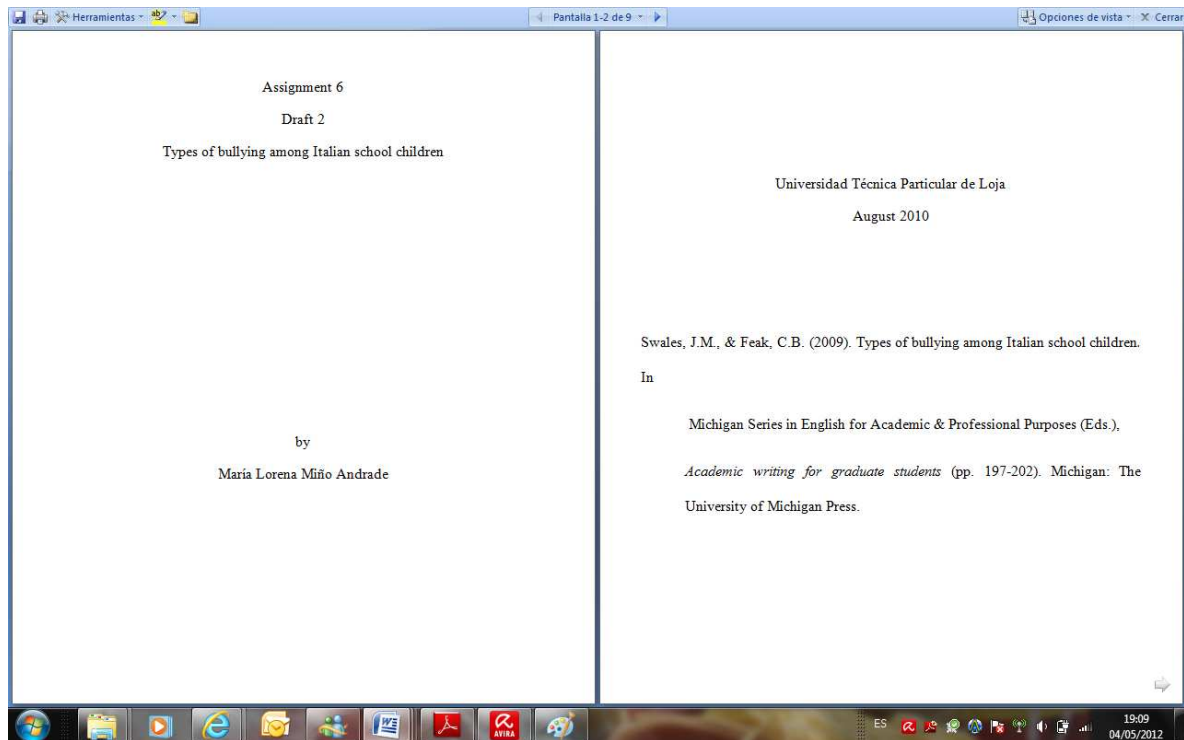 Herramientas
Pantalla 1-2 de 9
Opciones de vista
Cerrar
Assignment 6
Draft 2
Types of bullying among Italian school children
by
María Lorena Miño Andrade
Universidad Técnica Particular de Loja
August 2010
Swales, J.M., & Feak, C.B. (2009). Types of bullying among Italian school children.
In
Michigan Series in English for Academic & Professional Purposes (Eds.),
Academic writing for graduate students (pp. 197-202). Michigan: The
University of Michigan Press.
AVIRA
ES
19:09
04/05/2012